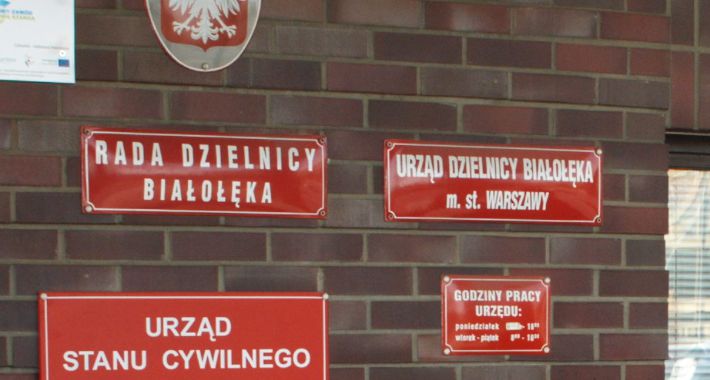 RADA DZIELNICY
BIAŁOŁĘKA
URZĄD DZIELNICY BIAŁOŁĘKA
m. st. WARSZAWY
URZĄD
STANU CYWILNEGO
GODZINY PRACY
URZĘDU:
poniedziałek
wtorek - piątek